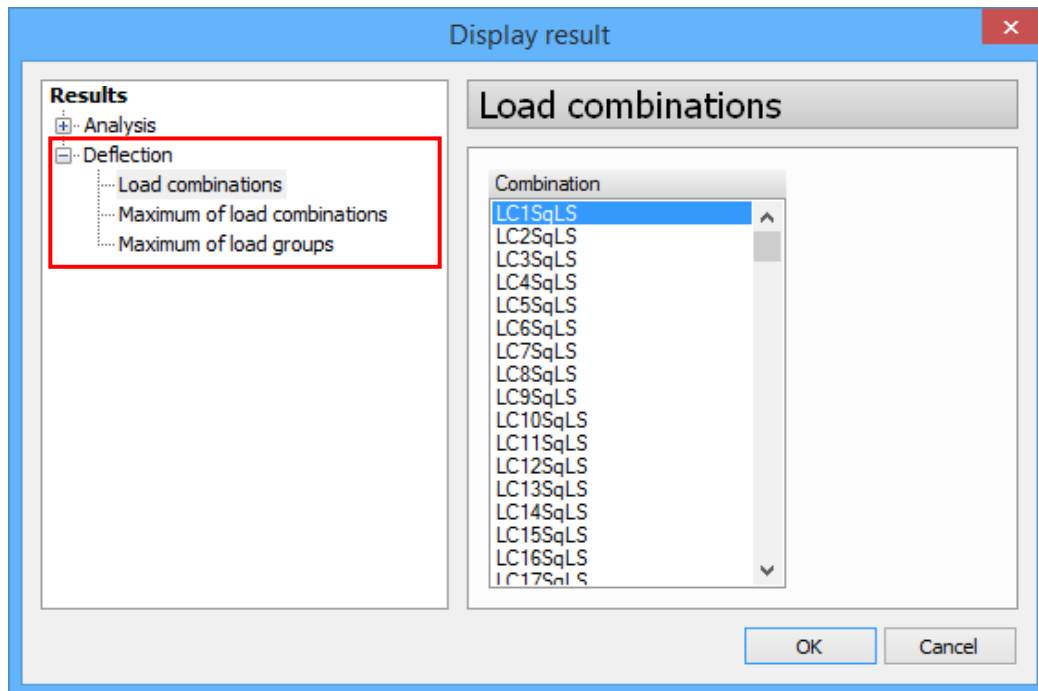 Display result
Results
Analysis
Deflection
Load combinations
Maximum of load combinations
Maximum of load groups
Load combinations
Combination
LC1SqLS
LC2SqLS
LC3SqLS
LC4SqLS
LC5SqLS
LC6SqLS
LC7SqLS
LC8SqLS
LC9SqLS
LC10SqLS
LC11SqLS
LC12SqLS
LC13SqLS
LC14SqLS
LC15SqLS
LC16SqLS
LC17SqLS
OK
Cancel